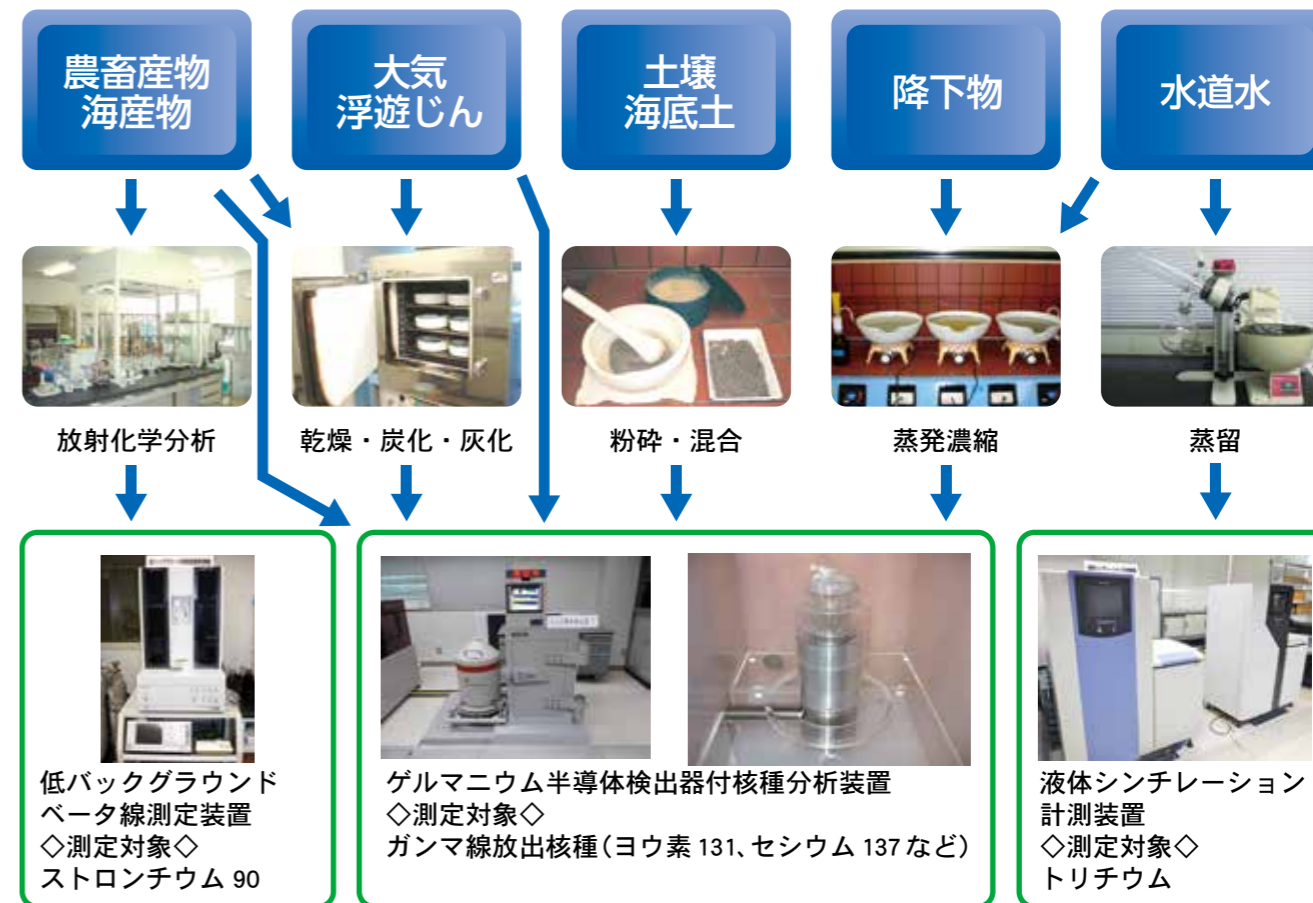 農畜産物
海産物
大気
浮遊じん
土壌
海底土
降下物
水道水
放射化学分析
乾燥・炭化・灰化
粉砕・混合
蒸発濃縮
蒸留
低バックグラウンド
ベータ線測定装置
◇測定対象◇
ストロンチウム 90
ゲルマニウム半導体検出器付核種分析装置
◇測定対象◇
ガンマ線放出核種(ヨウ素 131、セシウム 137など)
液体シンチレーション
計測装置
◇測定対象◇
トリチウム